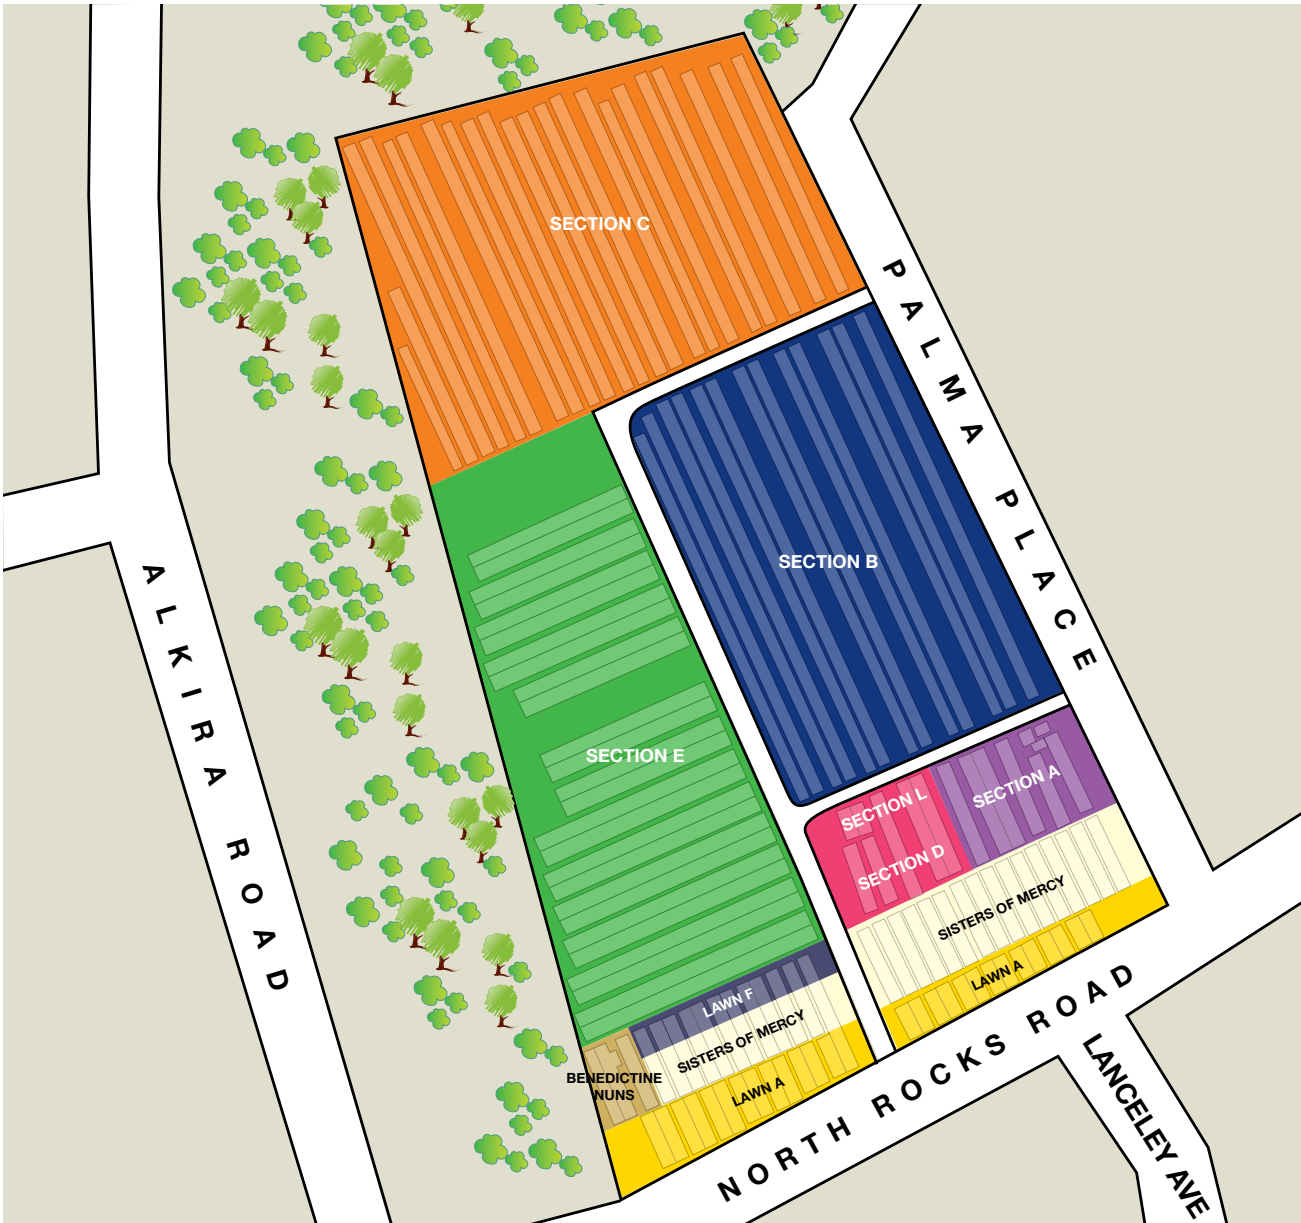 SECTION C
PALMA PLACE
SECTION B
ALKIRA ROAD
SECTION E
SECTION L
SECTION A
SECTION D
SISTERS OF MERCY
LAWN A
LAWN F
SISTERS OF MERCY
BENEDICTINE
NUNS
LAWN A
NORTH ROCKS ROAD
LANCELEY AVE